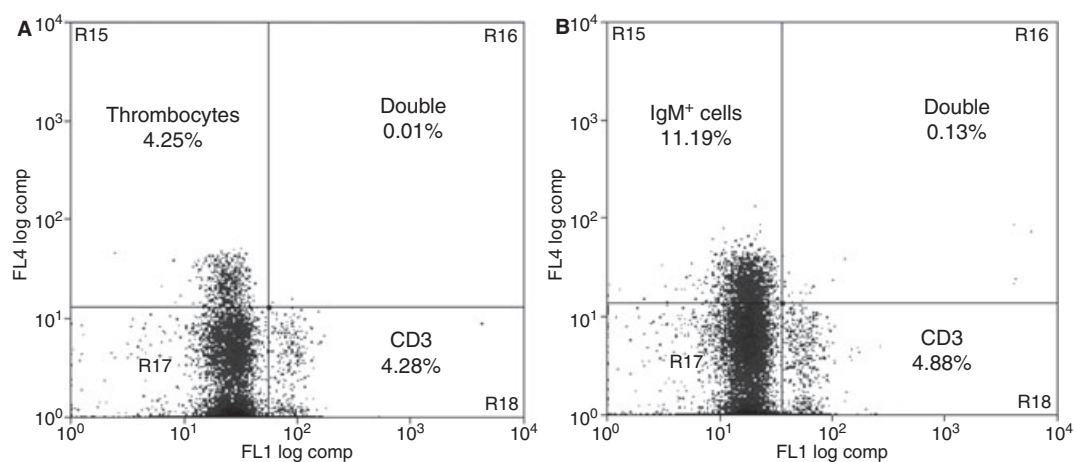 A
10⁴
R15
R16
Thrombocytes
4.25%
Double
0.01%
10³
FL4 log comp
10²
10¹
R17
CD3
4.28%
R18
10⁰
10⁰ 10¹ 10² 10³ 10⁴
FL1 log comp
B
10⁴
R15
R16
IgM⁺ cells
11.19%
Double
0.13%
10³
FL4 log comp
10²
10¹
R17
CD3
4.88%
R18
10⁰
10⁰ 10¹ 10² 10³ 10⁴
FL1 log comp